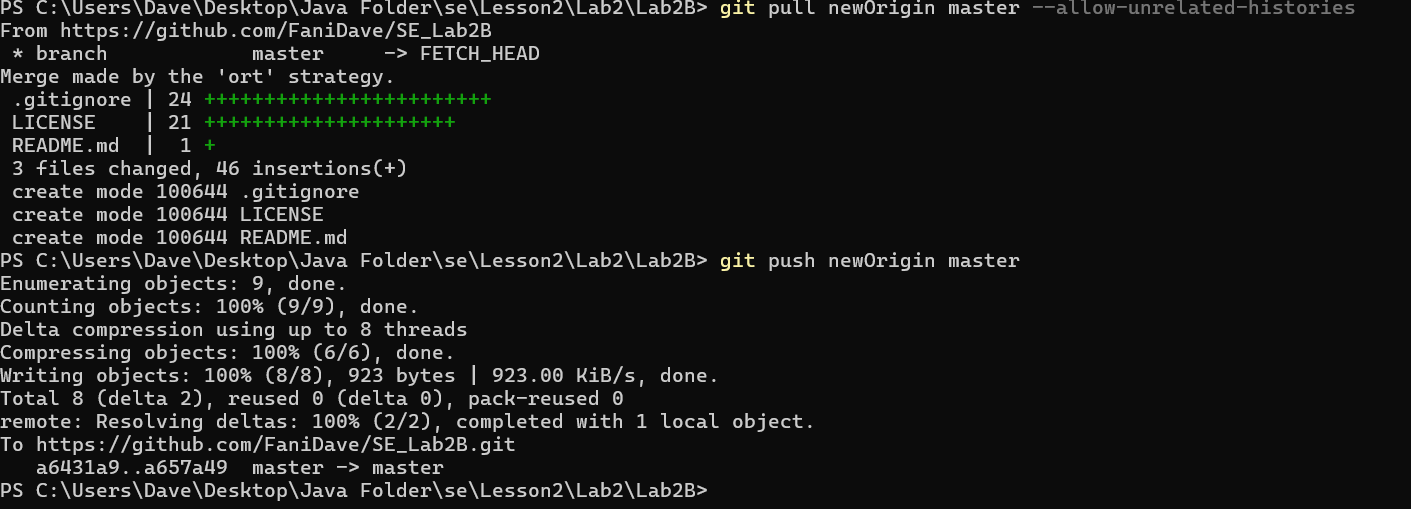 PS C:\Users\Dave\Desktop\Java Folder\se\Lesson2\Lab2\Lab2B> git pull newOrigin master --allow-unrelated-histories
From https://github.com/FaniDave/SE_Lab2B
 * branch            master     -> FETCH_HEAD
Merge made by the 'ort' strategy.
 .gitignore | 24 ++++++++++++++++++++++++
 LICENSE    | 21 +++++++++++++++++++++
 README.md  |  1 +
 3 files changed, 46 insertions(+)
 create mode 100644 .gitignore
 create mode 100644 LICENSE
 create mode 100644 README.md
PS C:\Users\Dave\Desktop\Java Folder\se\Lesson2\Lab2\Lab2B> git push newOrigin master
Enumerating objects: 9, done.
Counting objects: 100% (9/9), done.
Delta compression using up to 8 threads
Compressing objects: 100% (6/6), done.
Writing objects: 100% (8/8), 923 bytes | 923.00 KiB/s, done.
Total 8 (delta 2), reused 0 (delta 0), pack-reused 0
remote: Resolving deltas: 100% (2/2), completed with 1 local object.
To https://github.com/FaniDave/SE_Lab2B.git
   a6431a9..a657a49  master -> master
PS C:\Users\Dave\Desktop\Java Folder\se\Lesson2\Lab2\Lab2B>